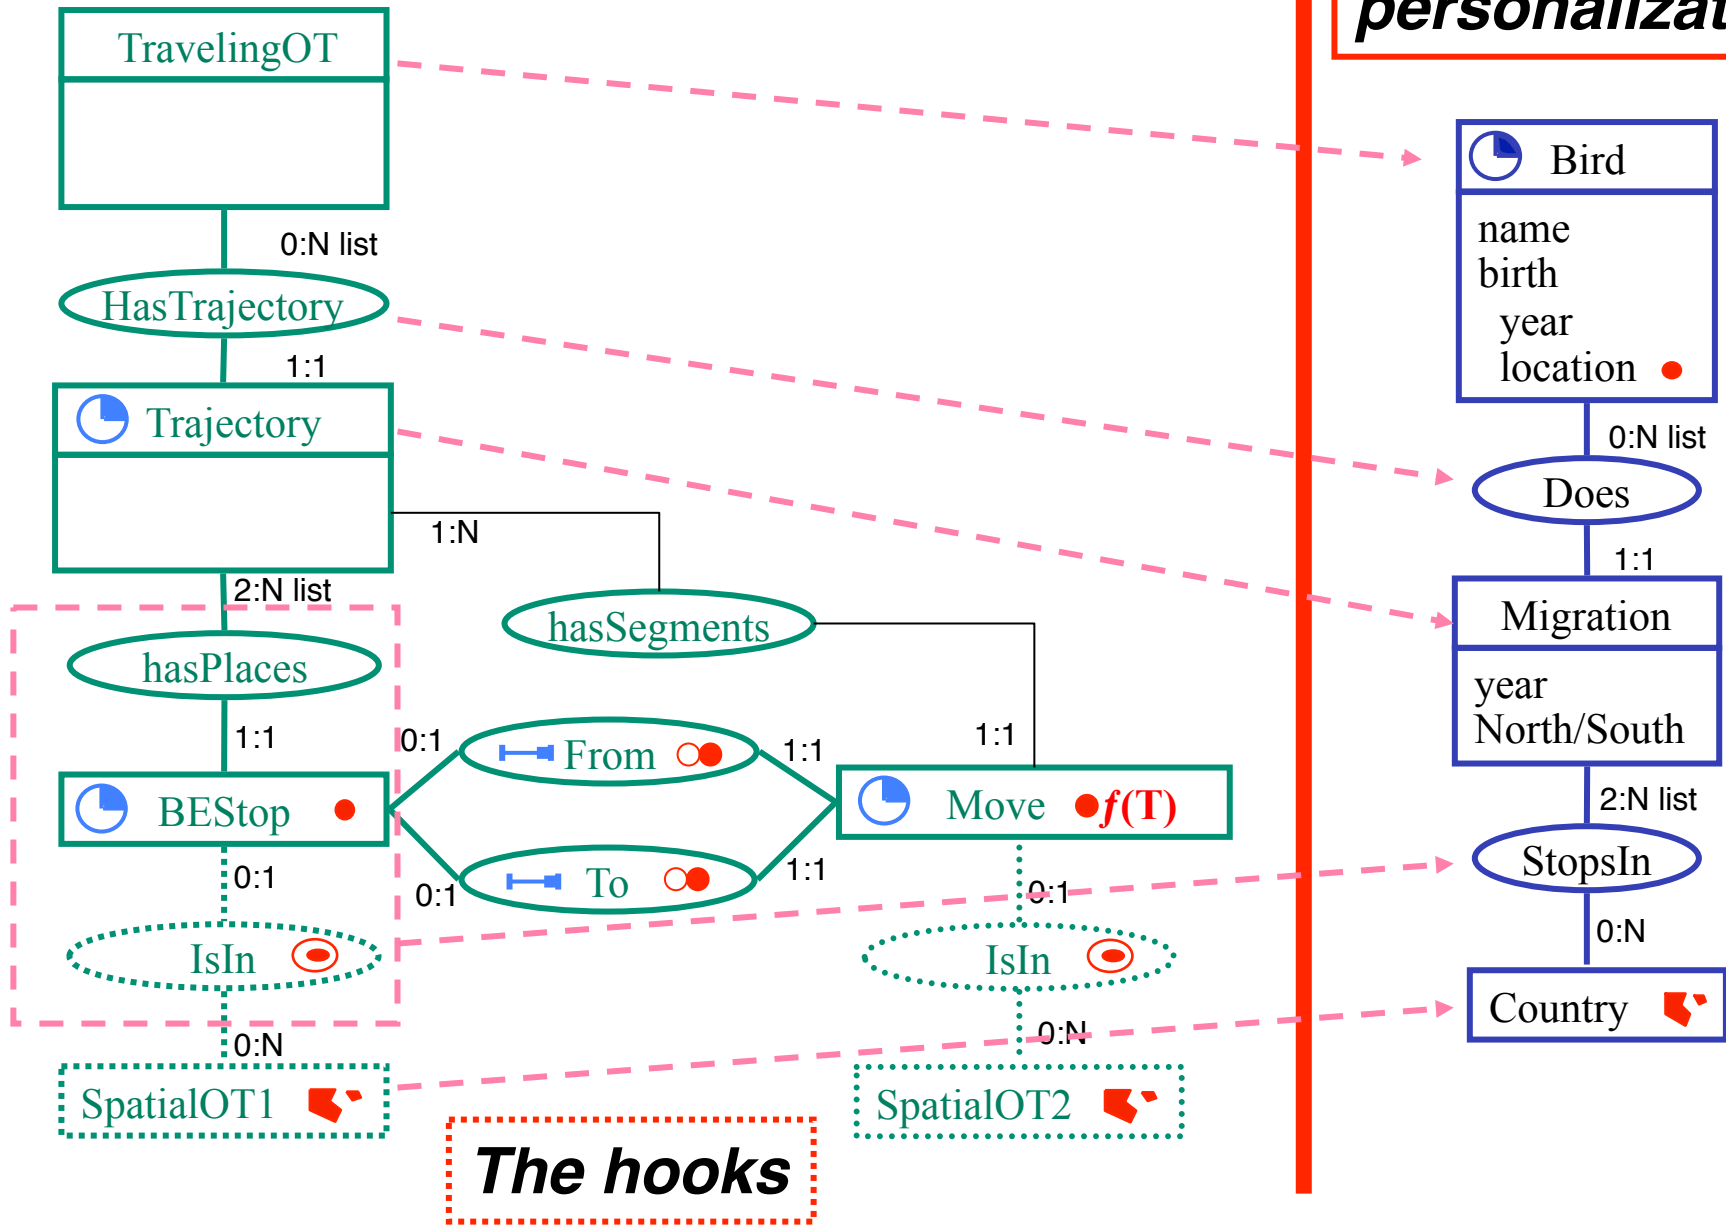 personalizat
TravelingOT
0:N list
HasTrajectory
1:1
Trajectory
1:N
2:N list
hasSegments
hasPlaces
1:1
0:1
From
1:1
1:1
BEStop
Move
f(T)
0:1
0:1
To
1:1
0:1
IsIn
IsIn
0:N
0:N
SpatialOT1
SpatialOT2
The hooks
Bird
name
birth
year
location
0:N list
Does
1:1
Migration
year
North/South
2:N list
StopsIn
0:N
Country